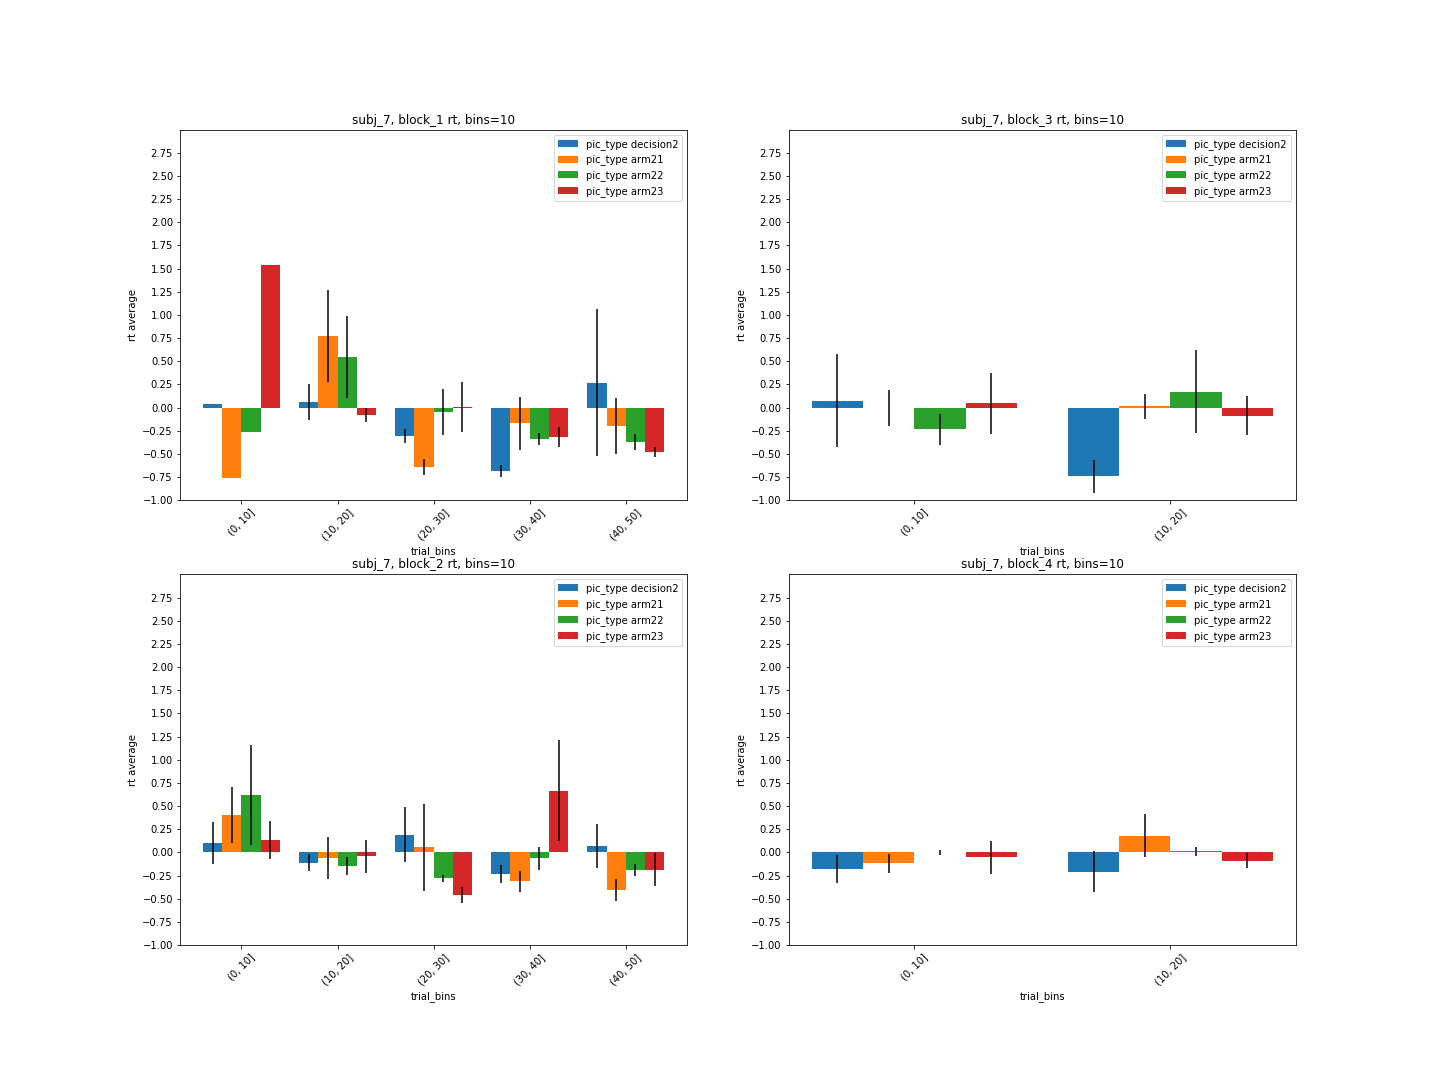 subj_7, block_1 rt, bins=10
pic_type decision2
pic_type arm21
pic_type arm22
pic_type arm23
rt average
2.75
2.50
2.25
2.00
1.75
1.50
1.25
1.00
0.75
0.50
0.25
0.00
−0.25
−0.50
−0.75
−1.00
(0, 10]
(10, 20]
(20, 30]
(30, 40]
(40, 50]
trial_bins
subj_7, block_3 rt, bins=10
pic_type decision2
pic_type arm21
pic_type arm22
pic_type arm23
rt average
2.75
2.50
2.25
2.00
1.75
1.50
1.25
1.00
0.75
0.50
0.25
0.00
−0.25
−0.50
−0.75
−1.00
(0, 10]
(10, 20]
trial_bins
subj_7, block_2 rt, bins=10
pic_type decision2
pic_type arm21
pic_type arm22
pic_type arm23
rt average
2.75
2.50
2.25
2.00
1.75
1.50
1.25
1.00
0.75
0.50
0.25
0.00
−0.25
−0.50
−0.75
−1.00
(0, 10]
(10, 20]
(20, 30]
(30, 40]
(40, 50]
trial_bins
subj_7, block_4 rt, bins=10
pic_type decision2
pic_type arm21
pic_type arm22
pic_type arm23
rt average
2.75
2.50
2.25
2.00
1.75
1.50
1.25
1.00
0.75
0.50
0.25
0.00
−0.25
−0.50
−0.75
−1.00
(0, 10]
(10, 20]
trial_bins